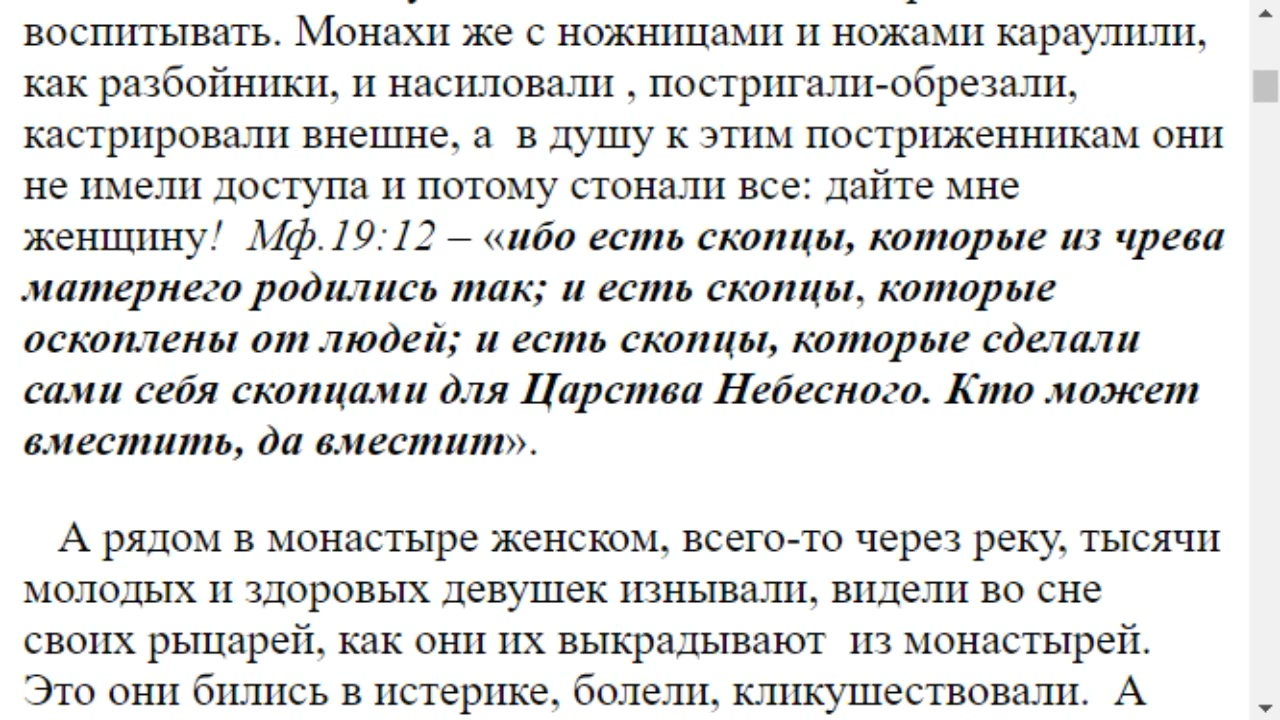 воспитывать. Монахи же с ножницами и ножами караулили,
как разбойники, и насиловали , постригали-обрезали,
кастрировали внешне, а  в душу к этим постриженникам они
не имели доступа и потому стонали все: дайте мне
женщину!  Мф.19:12 – «ибо есть скопцы, которые из чрева
матернего родились так; и есть скопцы, которые
оскоплены от людей; и есть скопцы, которые сделали
сами себя скопцами для Царства Небесного. Кто может
вместить, да вместит».
А рядом в монастыре женском, всего-то через реку, тысячи
молодых и здоровых девушек изнывали, видели во сне
своих рыцарей, как они их выкрадывают  из монастырей.
Это они бились в истерике, болели, кликушествовали.  А